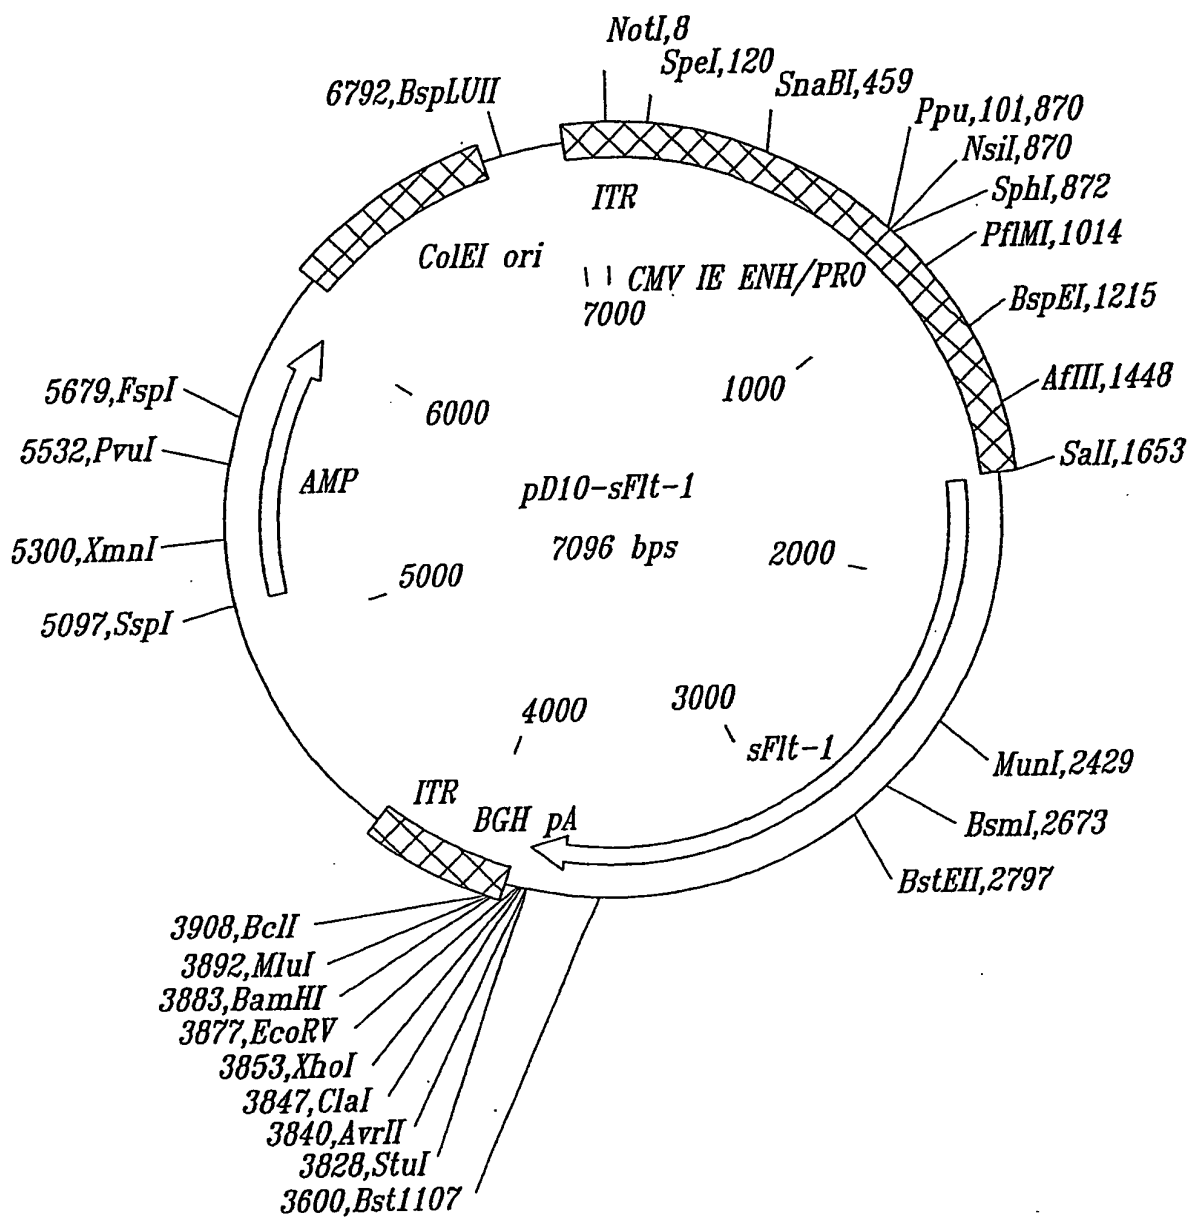 NotI,8
SpeI,120
SnaBI,459
6792,BspLUII
Ppu,101,870
NsiI,870
SphI,872
PflMI,1014
BspEI,1215
AflII,1448
SalI,1653
ITR
ColEI ori
CMV IE ENH/PRO
7000
1000
6000
5679,FspI
5532,PvuI
AMP
pD10-sFlt-1
7096 bps
2000
5300,XmnI
5000
5097,SspI
4000
3000
sFlt-1
MunI,2429
BsmI,2673
BstEII,2797
ITR
BGH pA
3908,BclI
3892,MluI
3883,BamHI
3877,EcoRV
3853,XhoI
3847,ClaI
3840,AvrII
3828,StuI
3600,Bst1107